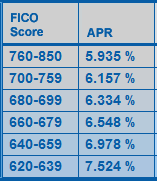 FICO
Score APR
760-850 5.935 %
700-759 6.157 %
680-699 6.334 %
660-679 6.548 %
640-659 6.978 %
620-639 7.524 %